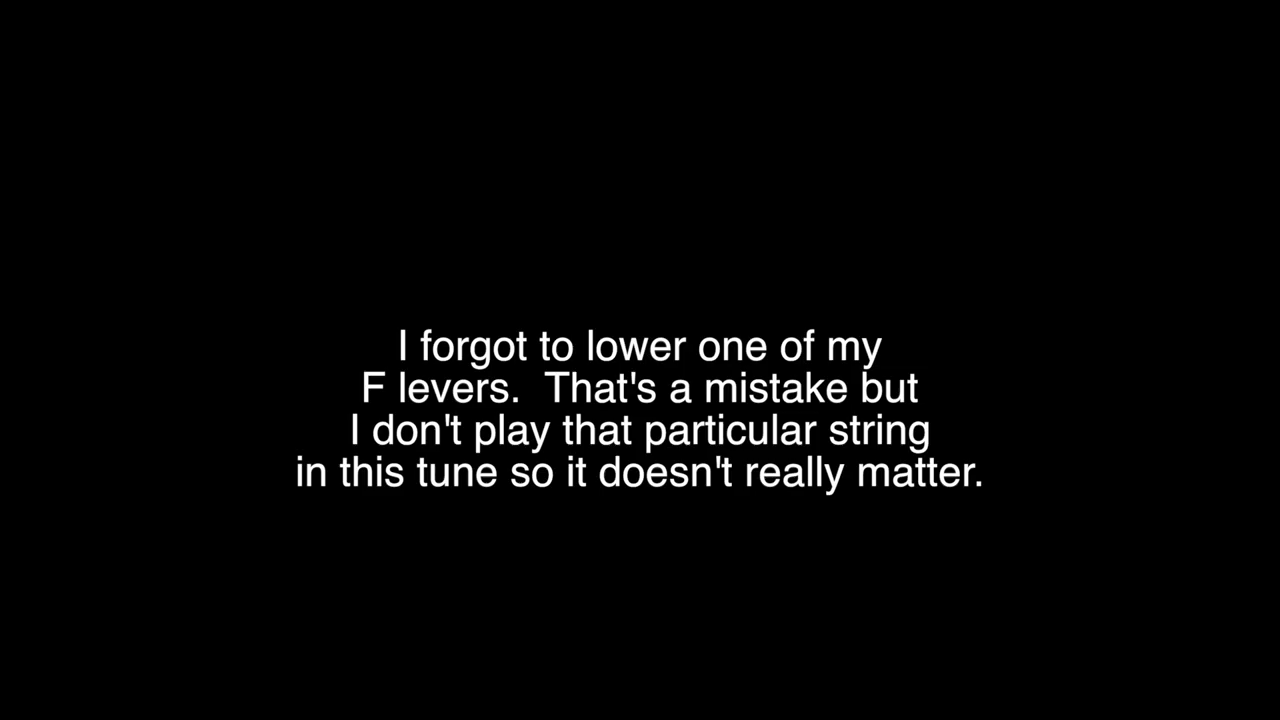 I forgot to lower one of my
F levers.  That's a mistake but
I don't play that particular string
in this tune so it doesn't really matter.